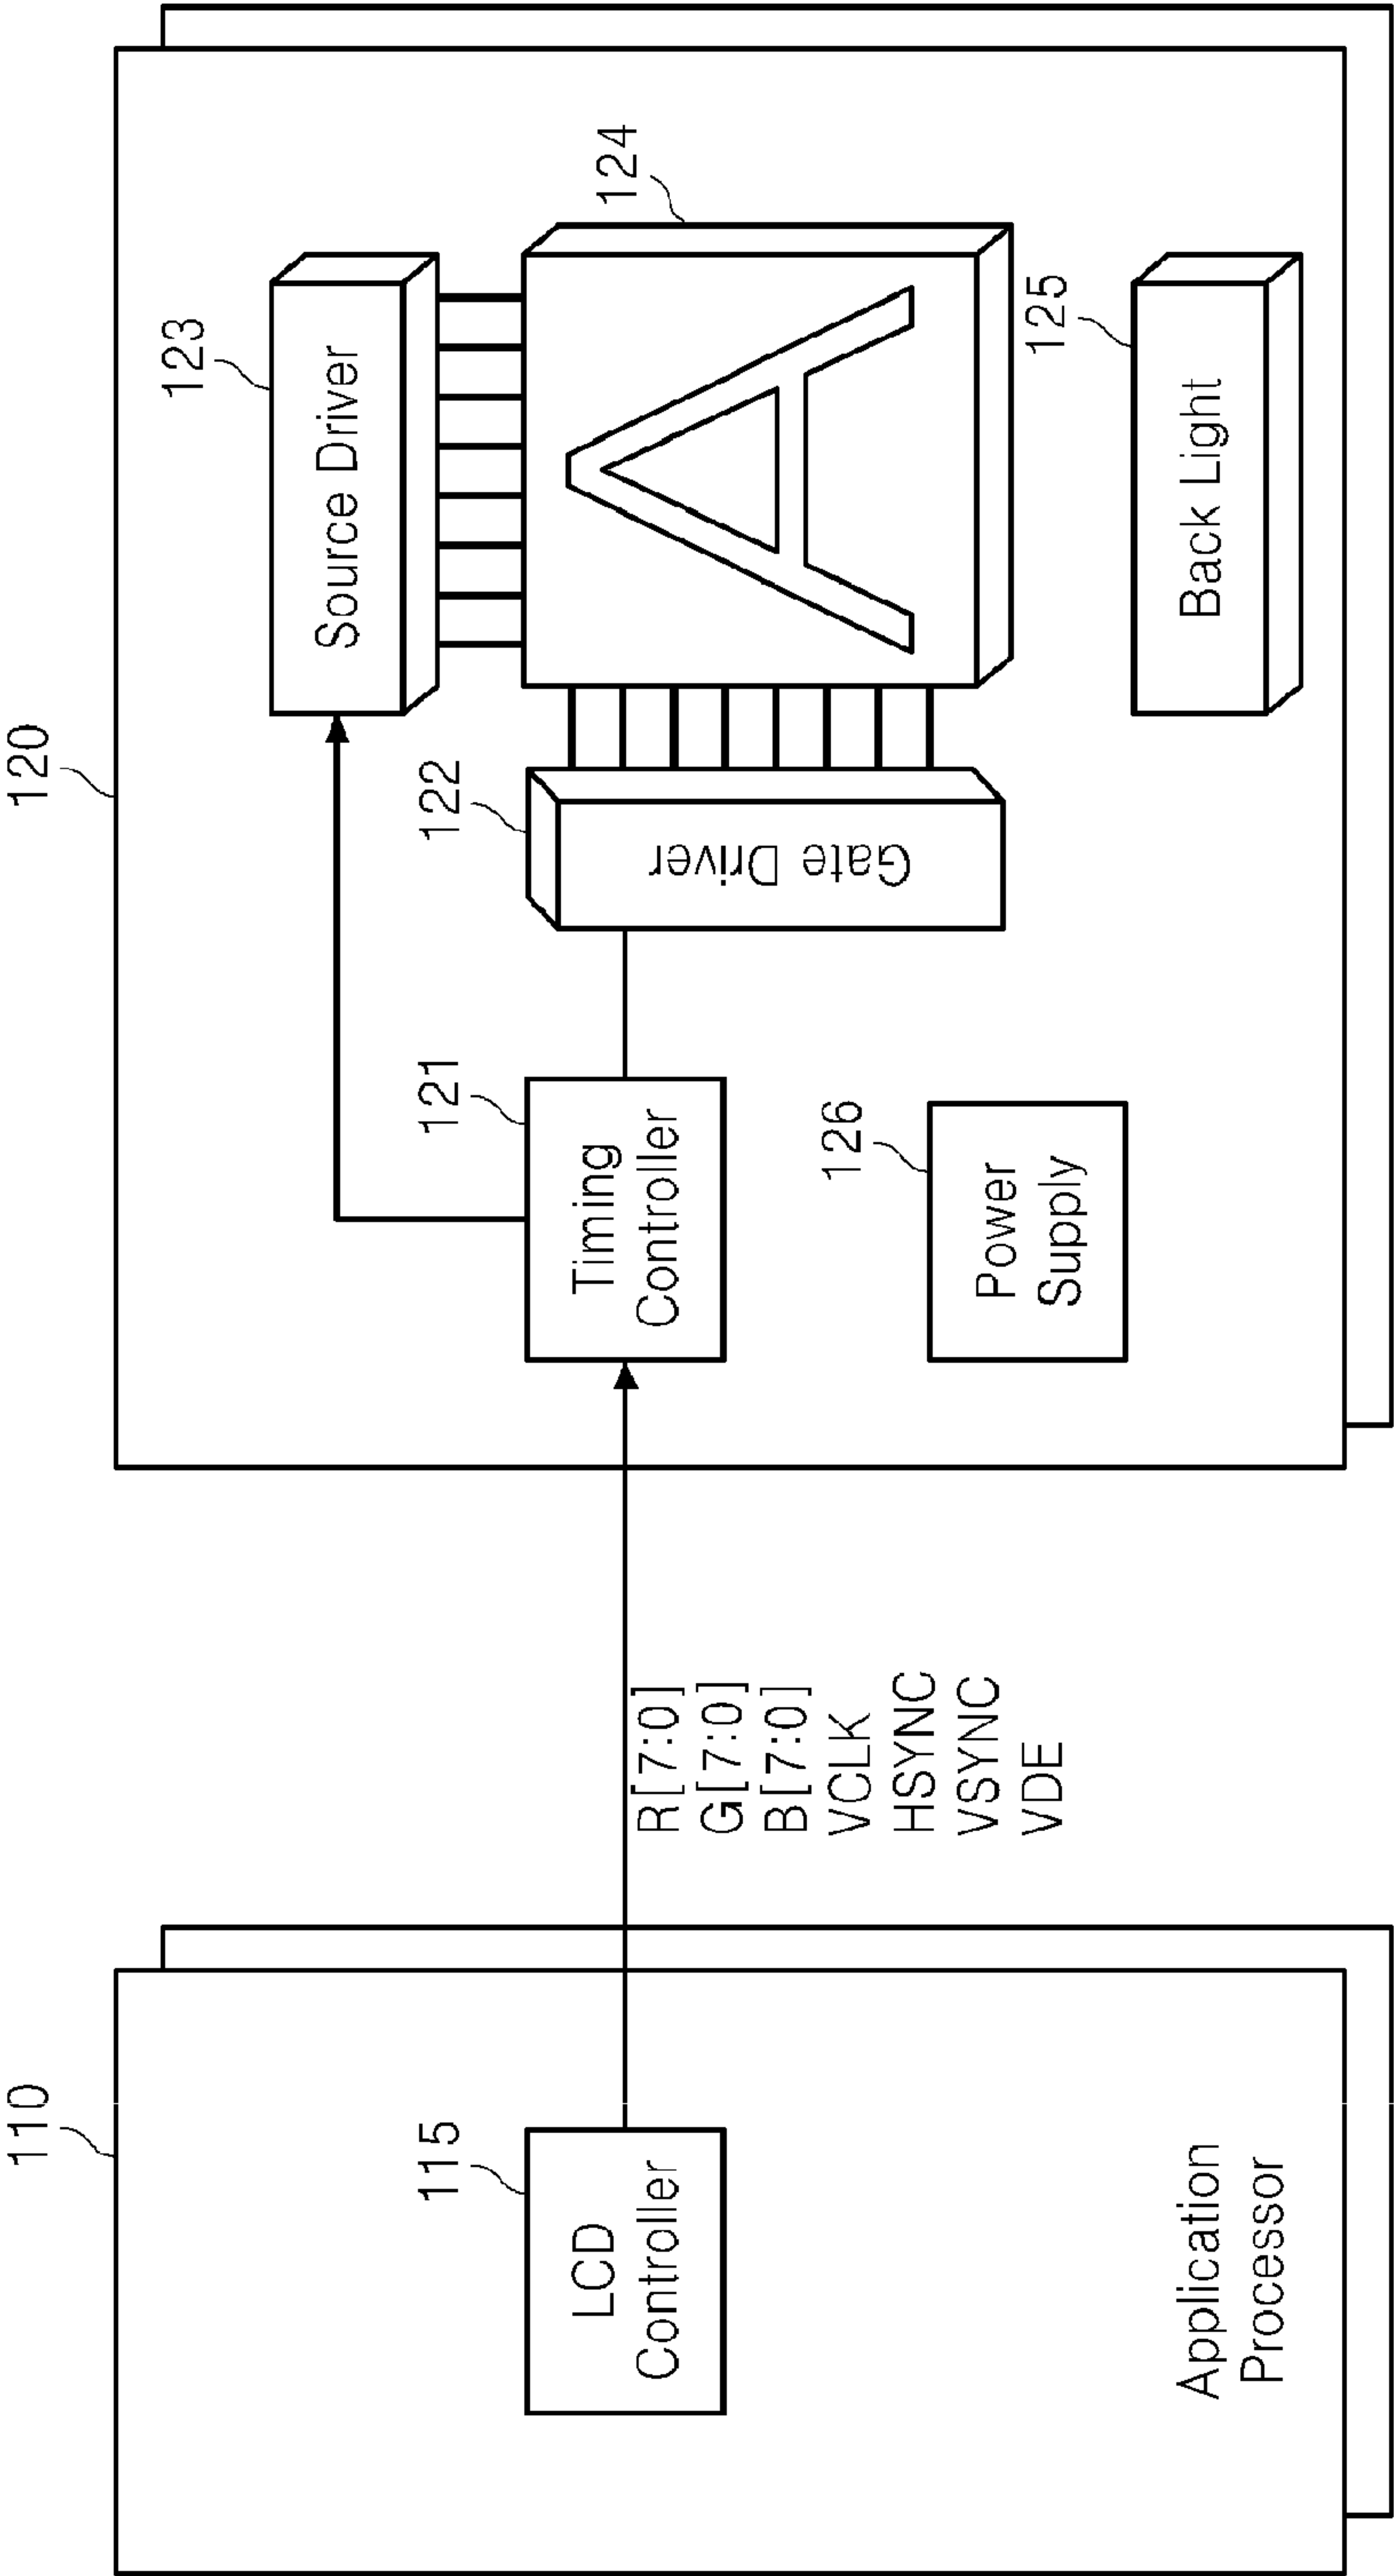 110
120
115
LCD
Controller
Application
Processor
R[7:0]
G[7:0]
B[7:0]
VCLK
HSYNC
VSYNC
VDE
121
Timing
Controller
126
Power
Supply
122
Gate Driver
123
Source Driver
124
A
125
Back Light